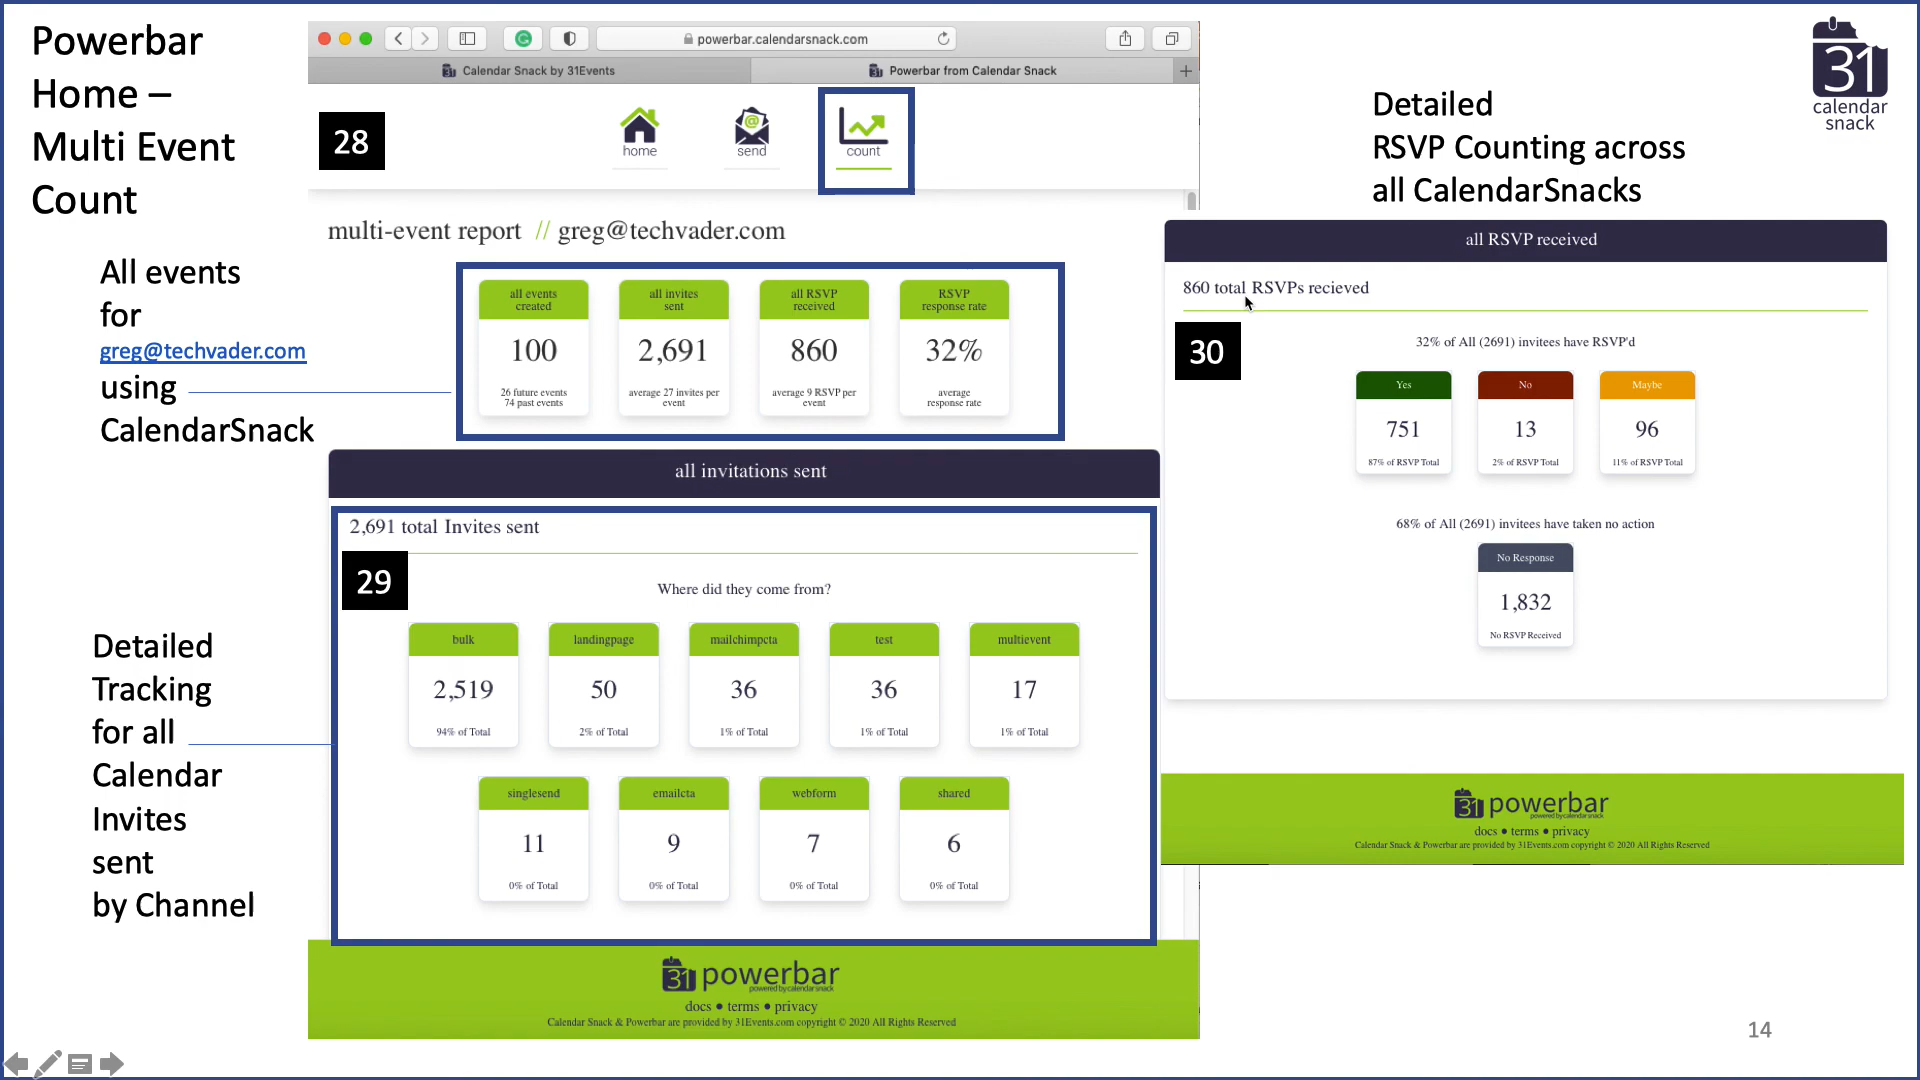 Powerbar
Home –
Multi Event
Count
All events
for
greg@techvader.com
using
CalendarSnack
Detailed
Tracking
for all
Calendar
Invites
sent
by Channel
powerbar.calendarsnack.com
Calendar Snack by 31Events
Powerbar from Calendar Snack
28
home
send
count
multi-event report // greg@techvader.com
all events
created
100
26 future events
74 past events
all invites
sent
2,691
average 27 invites per
event
all RSVP
received
860
average 9 RSVP per
event
RSVP
response rate
32%
average
response rate
all invitations sent
2,691 total Invites sent
29
Where did they come from?
bulk
2,519
94% of Total
landingpage
50
2% of Total
mailchimpcta
36
1% of Total
test
36
1% of Total
multievent
17
1% of Total
singlesend
11
0% of Total
emailcta
9
0% of Total
webform
7
0% of Total
shared
6
0% of Total
31 powerbar
powered by calendar snack
docs ● terms ● privacy
Calendar Snack & Powerbar are provided by 31Events.com copyright © 2020 All Rights Reserved
31
calendar
snack
Detailed
RSVP Counting across
all CalendarSnacks
all RSVP received
860 total RSVPs recieved
30
32% of All (2691) invitees have RSVP'd
Yes
751
87% of RSVP Total
No
13
2% of RSVP Total
Maybe
96
11% of RSVP Total
68% of All (2691) invitees have taken no action
No Response
1,832
No RSVP Received
31 powerbar
powered by calendar snack
docs ● terms ● privacy
Calendar Snack & Powerbar are provided by 31Events.com copyright © 2020 All Rights Reserved
14